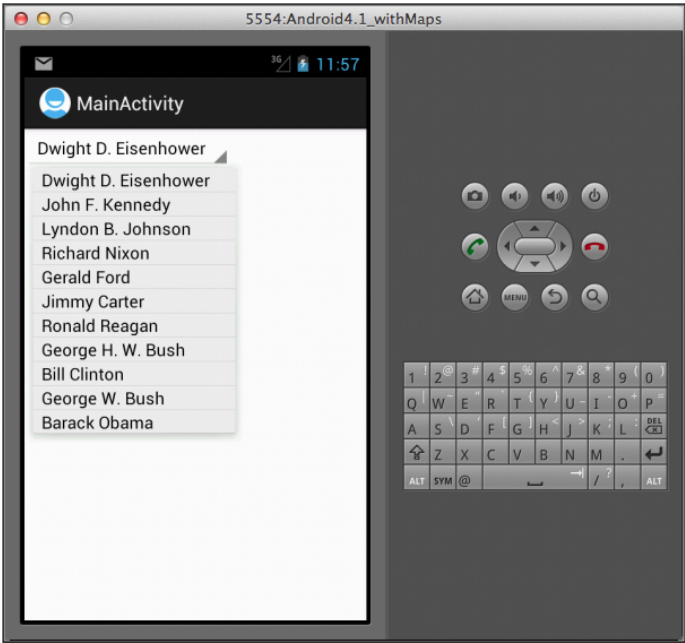 5554:Android4.1_withMaps
3G 11:57
MainActivity
Dwight D. Eisenhower
Dwight D. Eisenhower
John F. Kennedy
Lyndon B. Johnson
Richard Nixon
Gerald Ford
Jimmy Carter
Ronald Reagan
George H. W. Bush
Bill Clinton
George W. Bush
Barack Obama
MENU
1 ! 2 @ 3 # 4 $ 5 % 6 ^ 7 & 8 * 9 ( 0 )
Q | W ~ E " R ` T { Y } U - I - O + P =
A S \ D ' F [ G ] H < J > K ; L : DEL
Z X C V B N M .
ALT SYM @ / ? , ALT